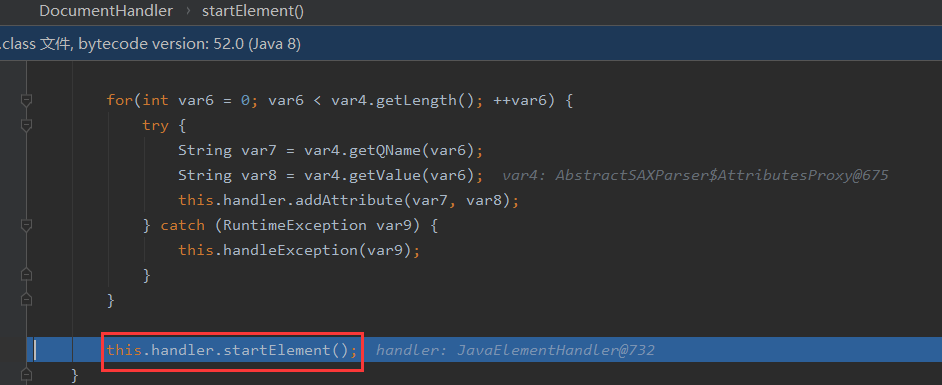 DocumentHandler › startElement()
.class 文件, bytecode version: 52.0 (Java 8)
for(int var6 = 0; var6 < var4.getLength(); ++var6) {
try {
String var7 = var4.getQName(var6);
String var8 = var4.getValue(var6); var4: AbstractSAXParser$AttributesProxy@675
this.handler.addAttribute(var7, var8);
} catch (RuntimeException var9) {
this.handleException(var9);
}
}
this.handler.startElement(); handler: JavaElementHandler@732
}